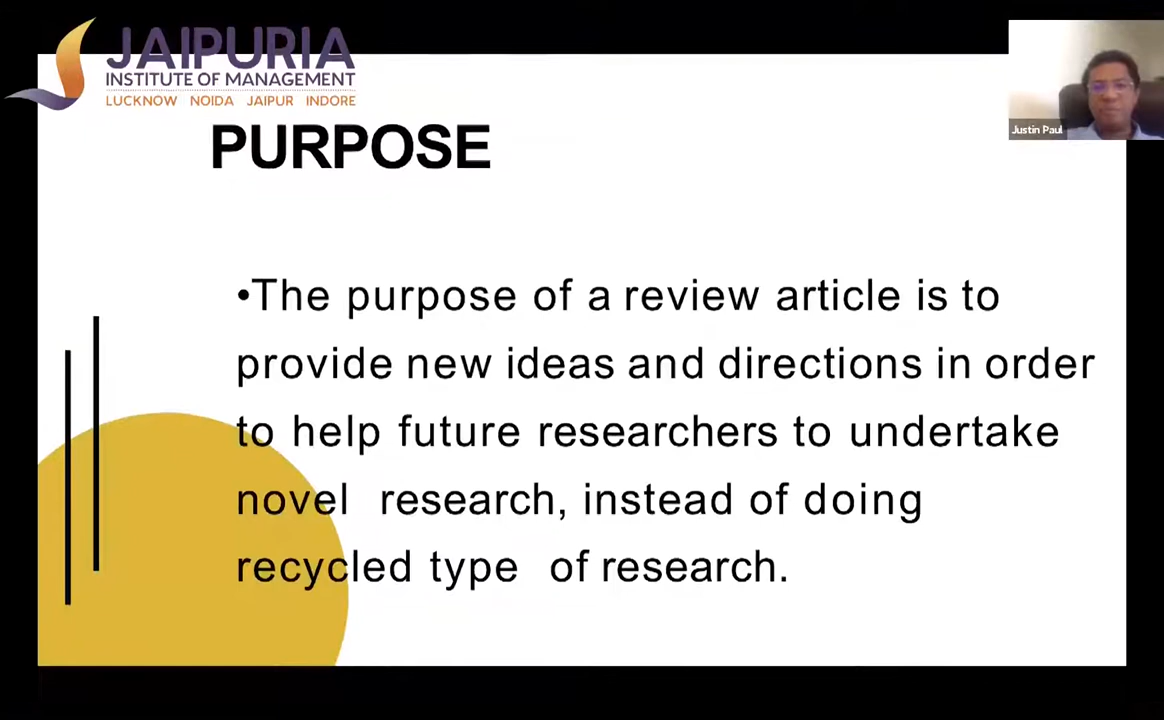 JAIPURIA
INSTITUTE OF MANAGEMENT
LUCKNOW NOIDA JAIPUR INDORE
Justin Paul
PURPOSE
•The purpose of a review article is to
provide new ideas and directions in order
to help future researchers to undertake
novel research, instead of doing
recycled type of research.